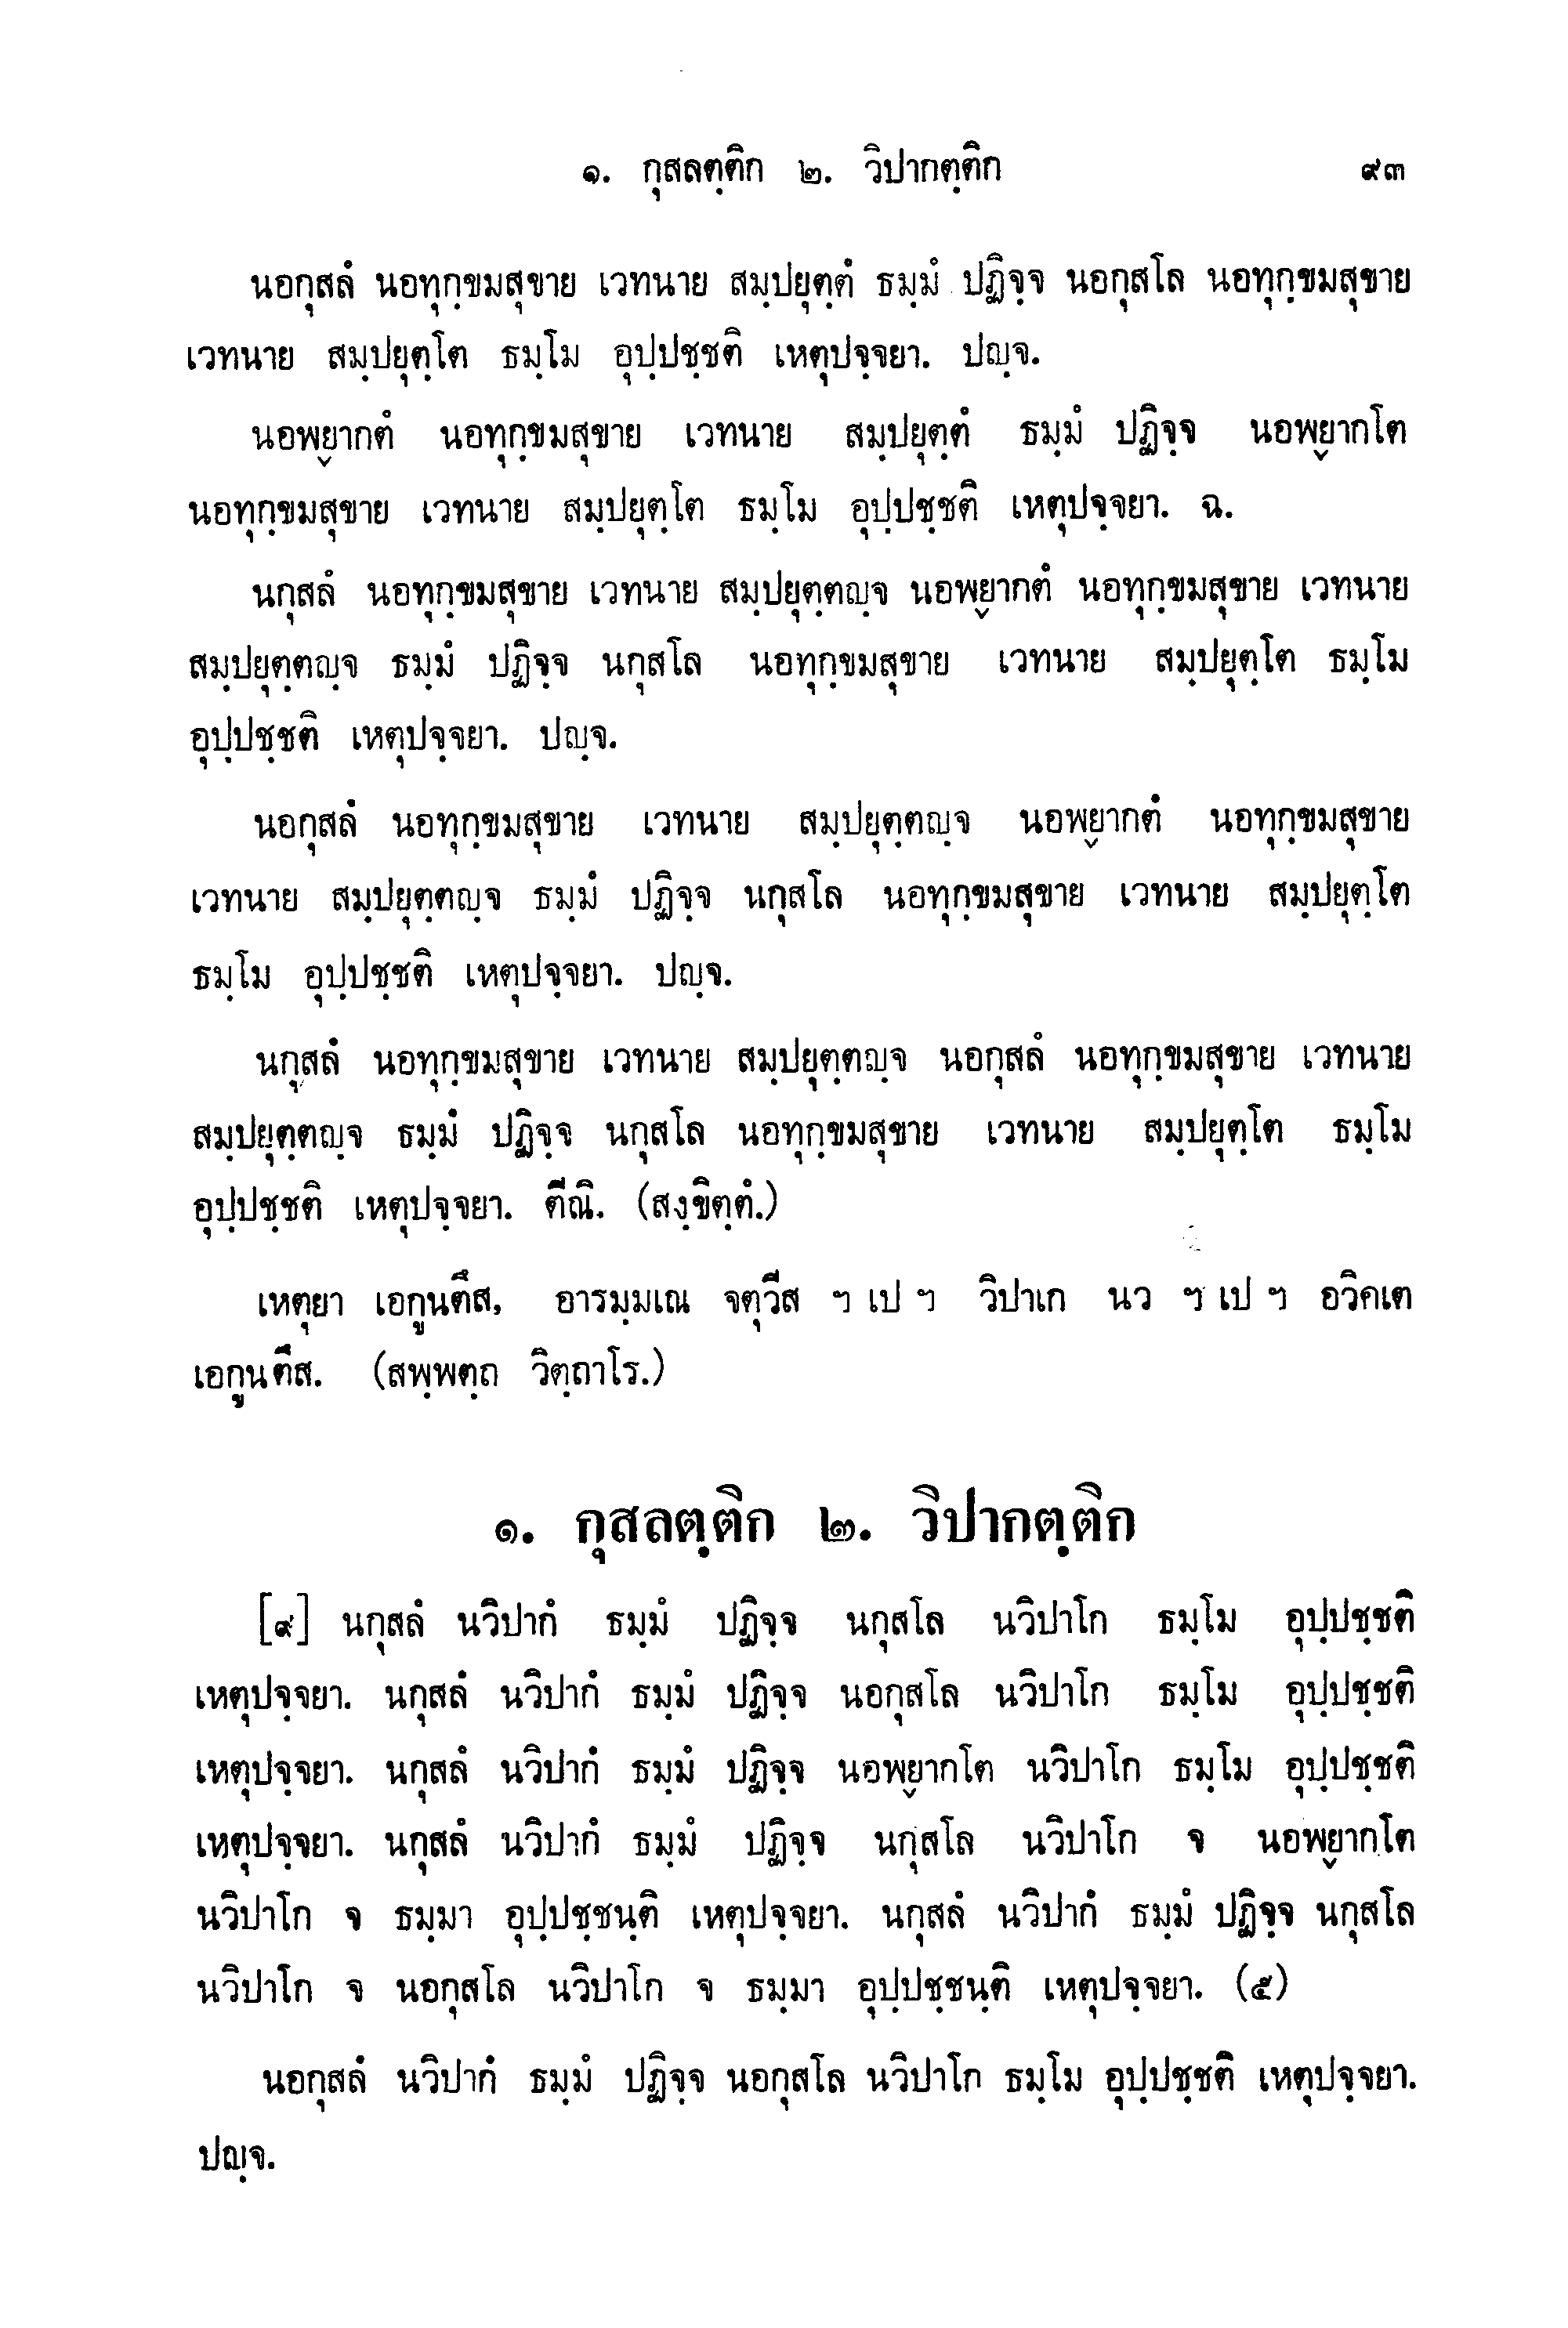 ๑. กุสลตฺติก ๒. วิปากตฺติก ๙๓
นอกุสลํ นอทุกฺขมสุขาย เวทนาย สมฺปยุตฺตํ ธมฺมํ ปฏิจฺจ นอกุสโล นอทุกฺขมสุขาย
เวทนาย สมฺปยุตฺโต ธมฺโม อุปฺปชฺชติ เหตุปจฺจยา. ปญฺจ.
นอพฺยากตํ นอทุกฺขมสุขาย เวทนาย สมฺปยุตฺตํ ธมฺมํ ปฏิจฺจ นอพฺยากโต
นอทุกฺขมสุขาย เวทนาย สมฺปยุตฺโต ธมฺโม อุปฺปชฺชติ เหตุปจฺจยา. ฉ.
นกุสลํ นอทุกฺขมสุขาย เวทนาย สมฺปยุตฺตญฺจ นอพฺยากตํ นอทุกฺขมสุขาย เวทนาย
สมฺปยุตฺตญฺจ ธมฺมํ ปฏิจฺจ นกุสโล นอทุกฺขมสุขาย เวทนาย สมฺปยุตฺโต ธมฺโม
อุปฺปชฺชติ เหตุปจฺจยา. ปญฺจ.
นอกุสลํ นอทุกฺขมสุขาย เวทนาย สมฺปยุตฺตญฺจ นอพฺยากตํ นอทุกฺขมสุขาย
เวทนาย สมฺปยุตฺตญฺจ ธมฺมํ ปฏิจฺจ นกุสโล นอทุกฺขมสุขาย เวทนาย สมฺปยุตฺโต
ธมฺโม อุปฺปชฺชติ เหตุปจฺจยา. ปญฺจ.
นกุสลํ นอทุกฺขมสุขาย เวทนาย สมฺปยุตฺตญฺจ นอกุสลํ นอทุกฺขมสุขาย เวทนาย
สมฺปยุตฺตญฺจ ธมฺมํ ปฏิจฺจ นกุสโล นอทุกฺขมสุขาย เวทนาย สมฺปยุตฺโต ธมฺโม
อุปฺปชฺชติ เหตุปจฺจยา. ตีณิ. (สงฺขิตฺตํ.)
เหตุยา เอกูนตึส, อารมฺมเณ จตุวีส ฯ เป ฯ วิปาเก นว ฯ เป ฯ อวิคเต
เอกูนตึส. (สพฺพตฺถ วิตฺถาโร.)
๑. กุสลตฺติก ๒. วิปากตฺติก
[๙] นกุสลํ นวิปากํ ธมฺมํ ปฏิจฺจ นกุสโล นวิปาโก ธมฺโม อุปฺปชฺชติ
เหตุปจฺจยา. นกุสลํ นวิปากํ ธมฺมํ ปฏิจฺจ นอกุสโล นวิปาโก ธมฺโม อุปฺปชฺชติ
เหตุปจฺจยา. นกุสลํ นวิปากํ ธมฺมํ ปฏิจฺจ นอพฺยากโต นวิปาโก ธมฺโม อุปฺปชฺชติ
เหตุปจฺจยา. นกุสลํ นวิปากํ ธมฺมํ ปฏิจฺจ นกุสโล นวิปาโก จ นอพฺยากโต
นวิปาโก จ ธมฺมา อุปฺปชฺชนฺติ เหตุปจฺจยา. นกุสลํ นวิปากํ ธมฺมํ ปฏิจฺจ นกุสโล
นวิปาโก จ นอกุสโล นวิปาโก จ ธมฺมา อุปฺปชฺชนฺติ เหตุปจฺจยา. (๕)
นอกุสลํ นวิปากํ ธมฺมํ ปฏิจฺจ นอกุสโล นวิปาโก ธมฺโม อุปฺปชฺชติ เหตุปจฺจยา.
ปญฺจ.